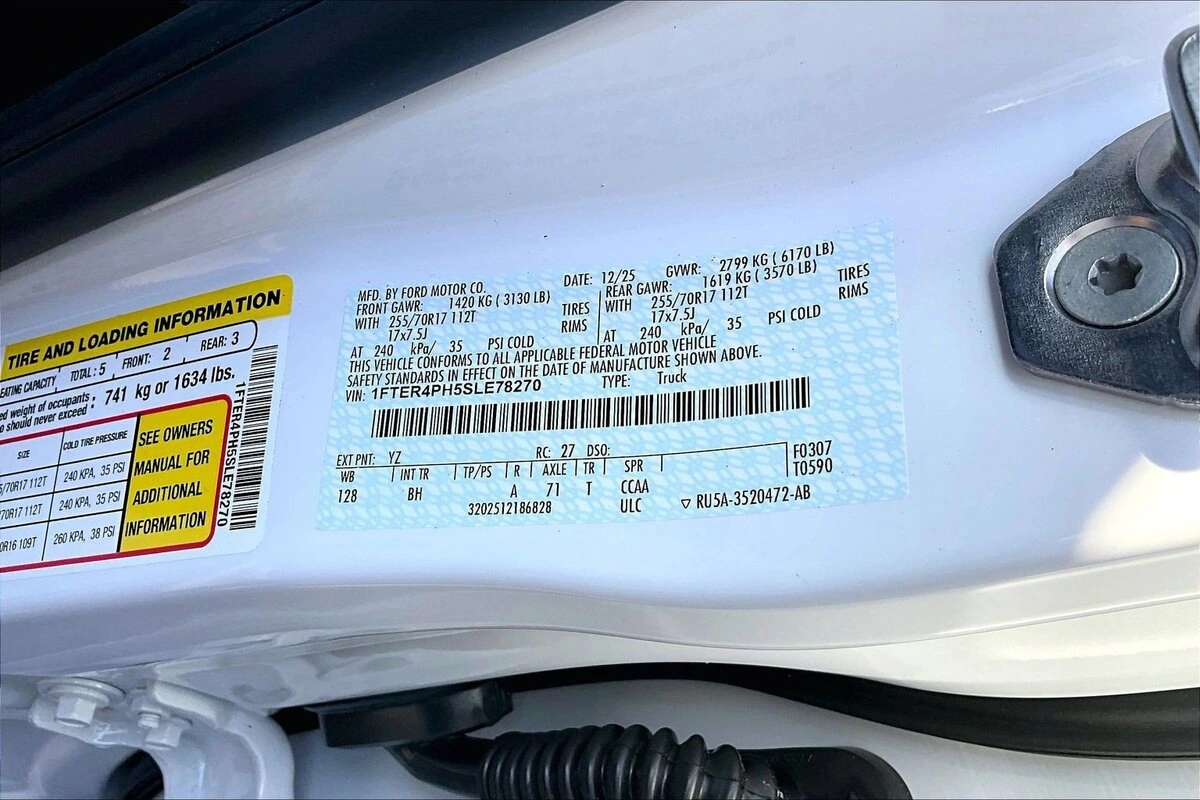 TIRE AND LOADING INFORMATION
EATING CAPACITY TOTAL: 5 FRONT: 2 REAR: 3
ed weight of occupants
o should never exceed : 741 kg or 1634 lbs.
SIZE COLD TIRE PRESSURE
/70R17 112T 240 KPA, 35 PSI
70R17 112T 240 KPA, 35 PSI
0R16 109T 260 KPA, 38 PSI
SEE OWNERS
MANUAL FOR
ADDITIONAL
INFORMATION
1FTER4PH5SLE78270
MFD. BY FORD MOTOR CO. DATE: 12/25 GVWR: 2799 KG ( 6170 LB)
FRONT GAWR: 1420 KG ( 3130 LB) REAR GAWR: 1619 KG ( 3570 LB)
WITH 255/70R17 112T TIRES WITH 255/70R17 112T TIRES
17x7.5J RIMS 17x7.5J RIMS
AT 240 kPa/ 35 PSI COLD AT 240 kPa/ 35 PSI COLD
THIS VEHICLE CONFORMS TO ALL APPLICABLE FEDERAL MOTOR VEHICLE
SAFETY STANDARDS IN EFFECT ON THE DATE OF MANUFACTURE SHOWN ABOVE.
VIN: 1FTER4PH5SLE78270 TYPE: Truck
EXT PNT: YZ RC: 27 DSO: F0307
WB INT TR TP/PS R AXLE TR SPR T0590
128 BH A 71 T CCAA
3202512186828 ULC ▽ RU5A-3520472-AB